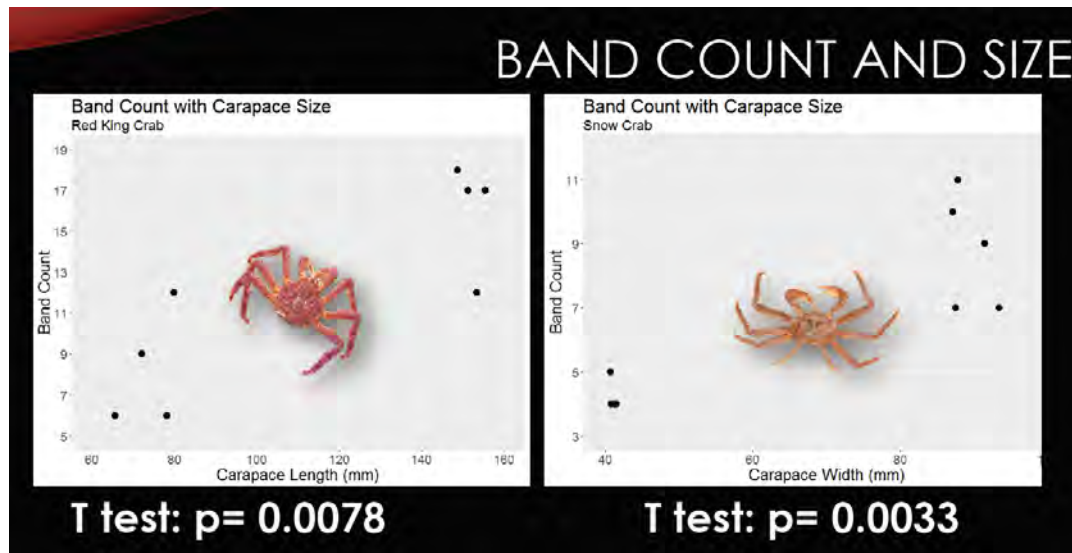 BAND COUNT AND SIZE
Band Count with Carapace Size
Red King Crab
19
17
15
13
11
9
7
5
Band Count
60 80 100 120 140 160
Carapace Length (mm)
T test: p= 0.0078
Band Count with Carapace Size
Snow Crab
11
9
7
5
3
Band Count
40 60 80
Carapace Width (mm)
T test: p= 0.0033